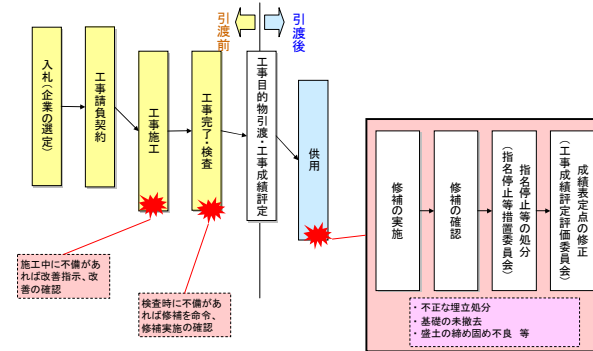 引渡前
引渡後
入札(企業の選定)
工事請負契約
工事施工
工事完了・検査
工事目的物引渡・工事成績評定
供用
修補の実施
修補の確認
指名停止等の処分
(指名停止等措置委員会)
成績表定点の修正
(工事成績評定評価委員会)
施工中に不備があ
れば改善指示、改
善の確認
検査時に不備があ
れば修補を命令、
修補実施の確認
・不正な埋立処分
・基礎の未撤去
・盛土の締め固め不良 等